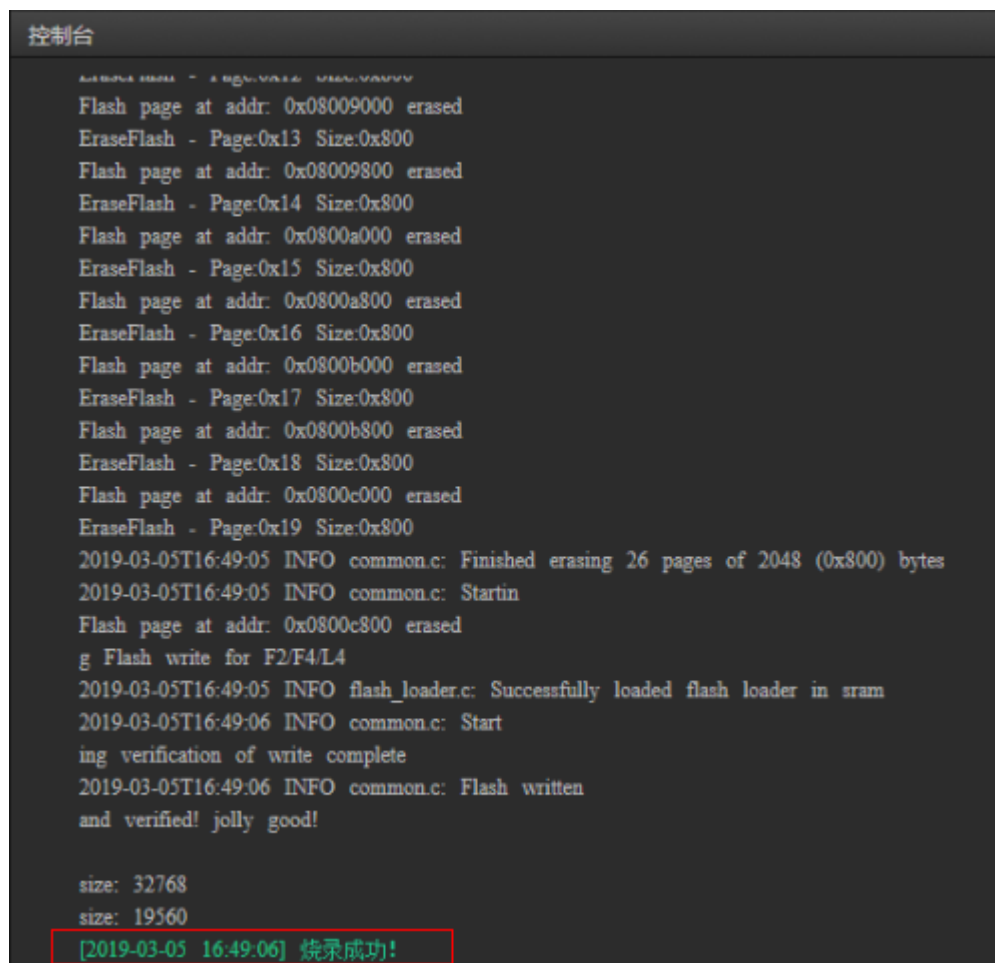 控制台
EraseFlash - Page:0x12 Size:0x800
Flash page at addr: 0x08009000 erased
EraseFlash - Page:0x13 Size:0x800
Flash page at addr: 0x08009800 erased
EraseFlash - Page:0x14 Size:0x800
Flash page at addr: 0x0800a000 erased
EraseFlash - Page:0x15 Size:0x800
Flash page at addr: 0x0800a800 erased
EraseFlash - Page:0x16 Size:0x800
Flash page at addr: 0x0800b000 erased
EraseFlash - Page:0x17 Size:0x800
Flash page at addr: 0x0800b800 erased
EraseFlash - Page:0x18 Size:0x800
Flash page at addr: 0x0800c000 erased
EraseFlash - Page:0x19 Size:0x800
2019-03-05T16:49:05 INFO common.c: Finished erasing 26 pages of 2048 (0x800) bytes
2019-03-05T16:49:05 INFO common.c: Startin
Flash page at addr: 0x0800c800 erased
g Flash write for F2/F4/L4
2019-03-05T16:49:05 INFO flash_loader.c: Successfully loaded flash loader in sram
2019-03-05T16:49:06 INFO common.c: Start
ing verification of write complete
2019-03-05T16:49:06 INFO common.c: Flash written
and verified! jolly good!
size: 32768
size: 19560
[2019-03-05 16:49:06] 烧录成功!